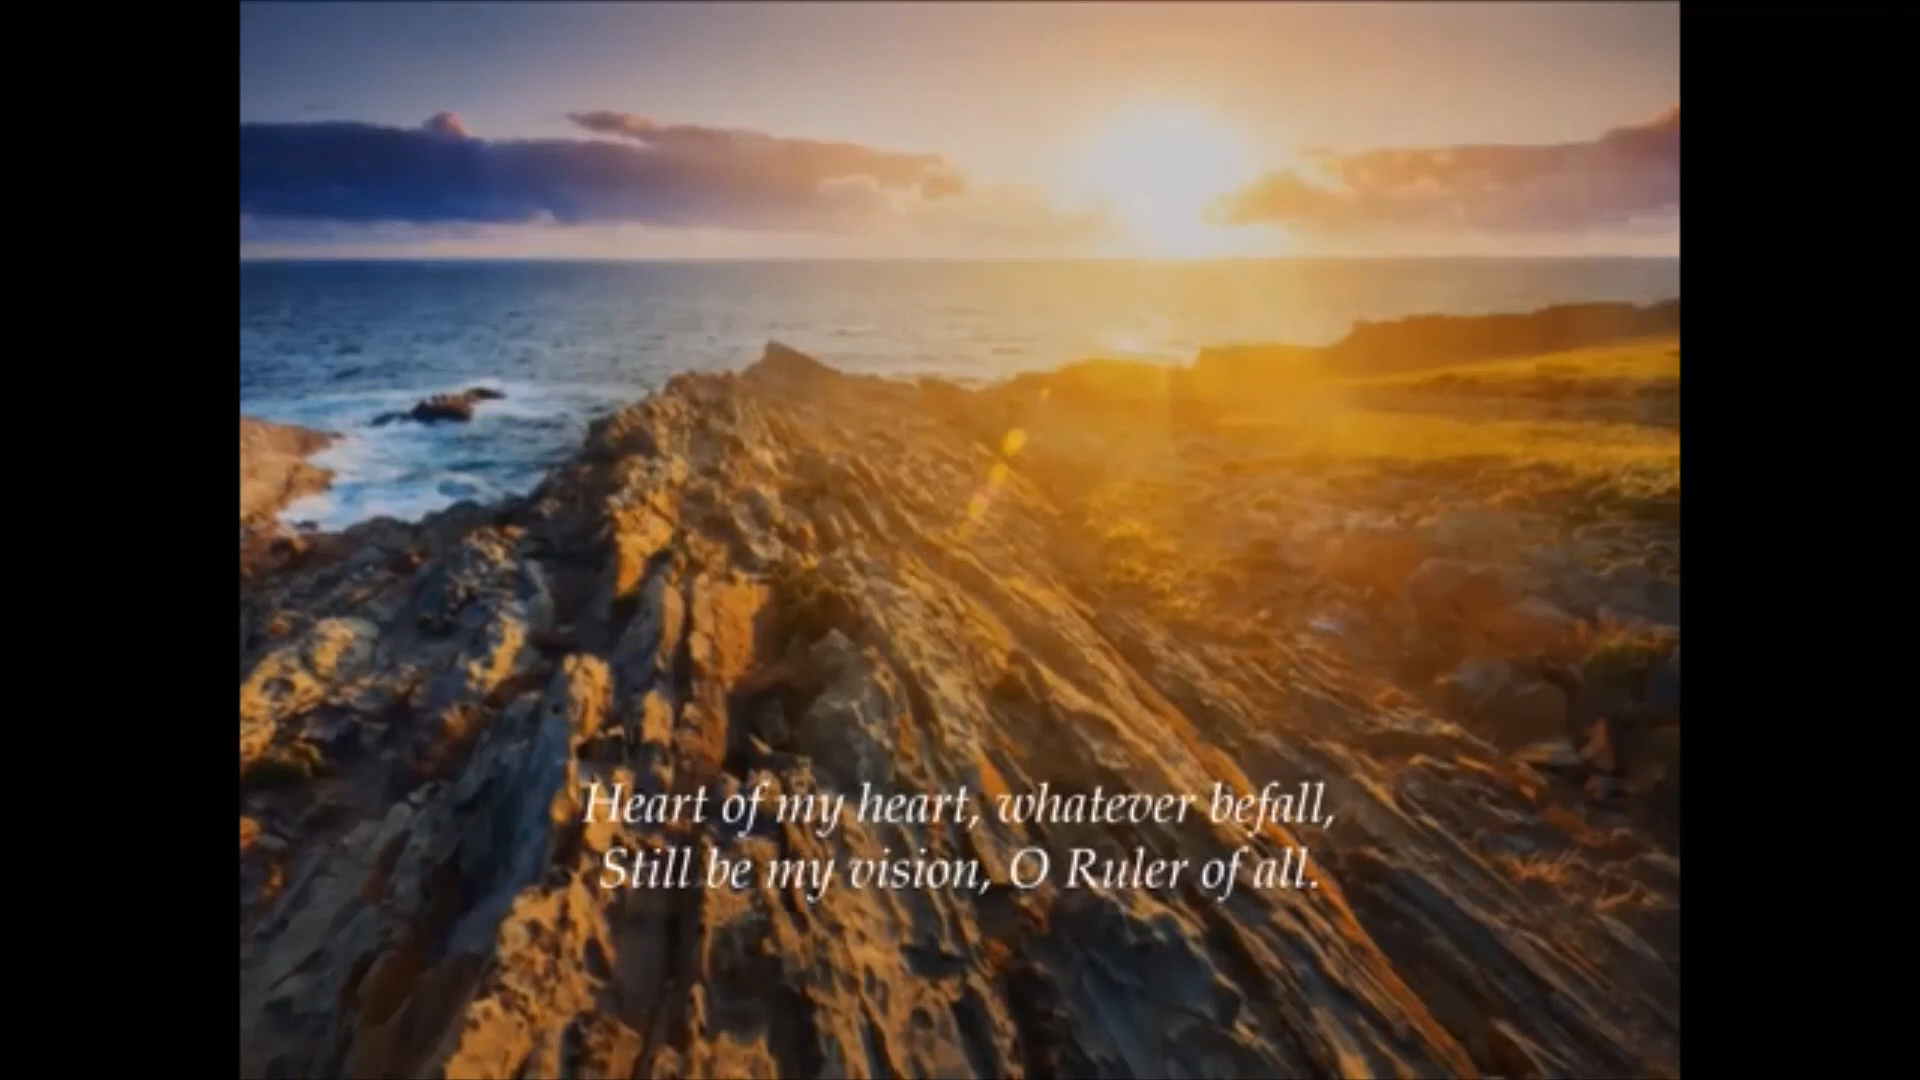 Heart of my heart, whatever befall,
Still be my vision, O Ruler of all.